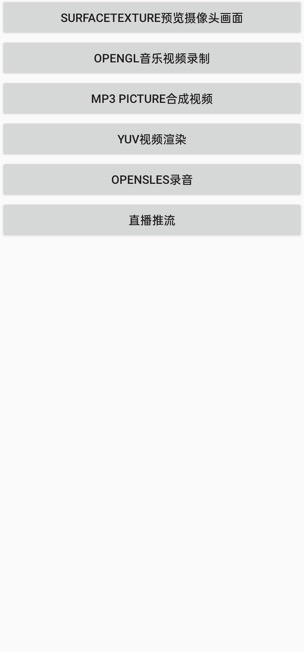 SURFACETEXTURE预览摄像头画面
OPENGL音乐视频录制
MP3 PICTURE合成视频
YUV视频渲染
OPENSLES录音
直播推流